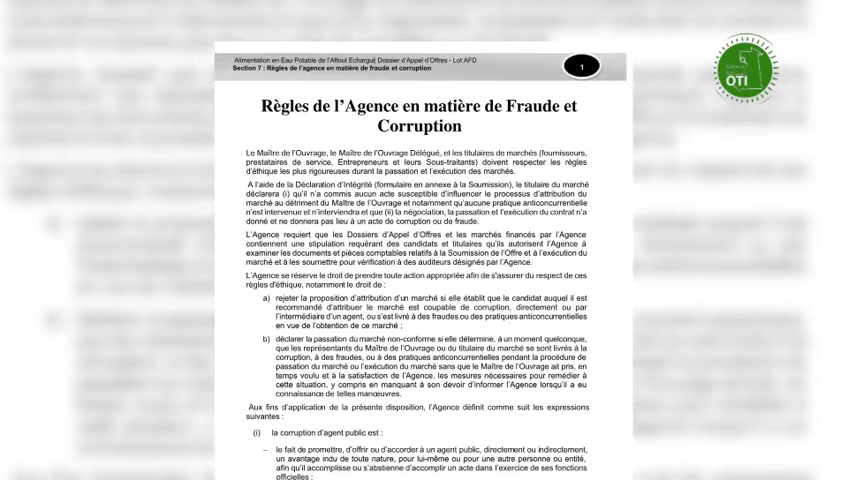 Alimentation en Eau Potable de l'Aftout Echargui| Dossier d'Appel d'Offres - Lot AFD
Section 7 : Règles de l'agence en matière de fraude et corruption
1
OTI
Règles de l'Agence en matière de Fraude et
Corruption
Le Maître de l'Ouvrage, le Maître de l'Ouvrage Délégué, et les titulaires de marchés (fournisseurs,
prestataires de service, Entrepreneurs et leurs Sous-traitants) doivent respecter les règles
d'éthique les plus rigoureuses durant la passation et l'exécution des marchés.
A l'aide de la Déclaration d'Intégrité (formulaire en annexe à la Soumission), le titulaire du marché
déclarera (i) qu'il n'a commis aucun acte susceptible d'influencer le processus d'attribution du
marché au détriment du Maître de l'Ouvrage et notamment qu'aucune pratique anticoncurrentielle
n'est intervenue et n'interviendra et que (ii) la négociation, la passation et l'exécution du contrat n'a
donné et ne donnera pas lieu à un acte de corruption ou de fraude.
L'Agence requiert que les Dossiers d'Appel d'Offres et les marchés financés par l'Agence
contiennent une stipulation requérant des candidats et titulaires qu'ils autorisent l'Agence à
examiner les documents et pièces comptables relatifs à la Soumission de l'Offre et à l'exécution du
marché et à les soumettre pour vérification à des auditeurs désignés par l'Agence.
L'Agence se réserve le droit de prendre toute action appropriée afin de s'assurer du respect de ces
règles d'éthique, notamment le droit de :
a) rejeter la proposition d'attribution d'un marché si elle établit que le candidat auquel il est
recommandé d'attribuer le marché est coupable de corruption, directement ou par
l'intermédiaire d'un agent, ou s'est livré à des fraudes ou des pratiques anticoncurrentielles
en vue de l'obtention de ce marché ;
b) déclarer la passation du marché non-conforme si elle détermine, à un moment quelconque,
que les représentants du Maître de l'Ouvrage ou du titulaire du marché se sont livrés à la
corruption, à des fraudes, ou à des pratiques anticoncurrentielles pendant la procédure de
passation du marché ou l'exécution du marché sans que le Maître de l'Ouvrage ait pris, en
temps voulu et à la satisfaction de l'Agence, les mesures nécessaires pour remédier à
cette situation, y compris en manquant à son devoir d'informer l'Agence lorsqu'il a eu
connaissance de telles manœuvres.
Aux fins d'application de la présente disposition, l'Agence définit comme suit les expressions
suivantes :
(i) la corruption d'agent public est :
– le fait de promettre, d'offrir ou d'accorder à un agent public, directement ou indirectement,
un avantage indu de toute nature, pour lui-même ou pour une autre personne ou entité,
afin qu'il accomplisse ou s'abstienne d'accomplir un acte dans l'exercice de ses fonctions
officielles ;